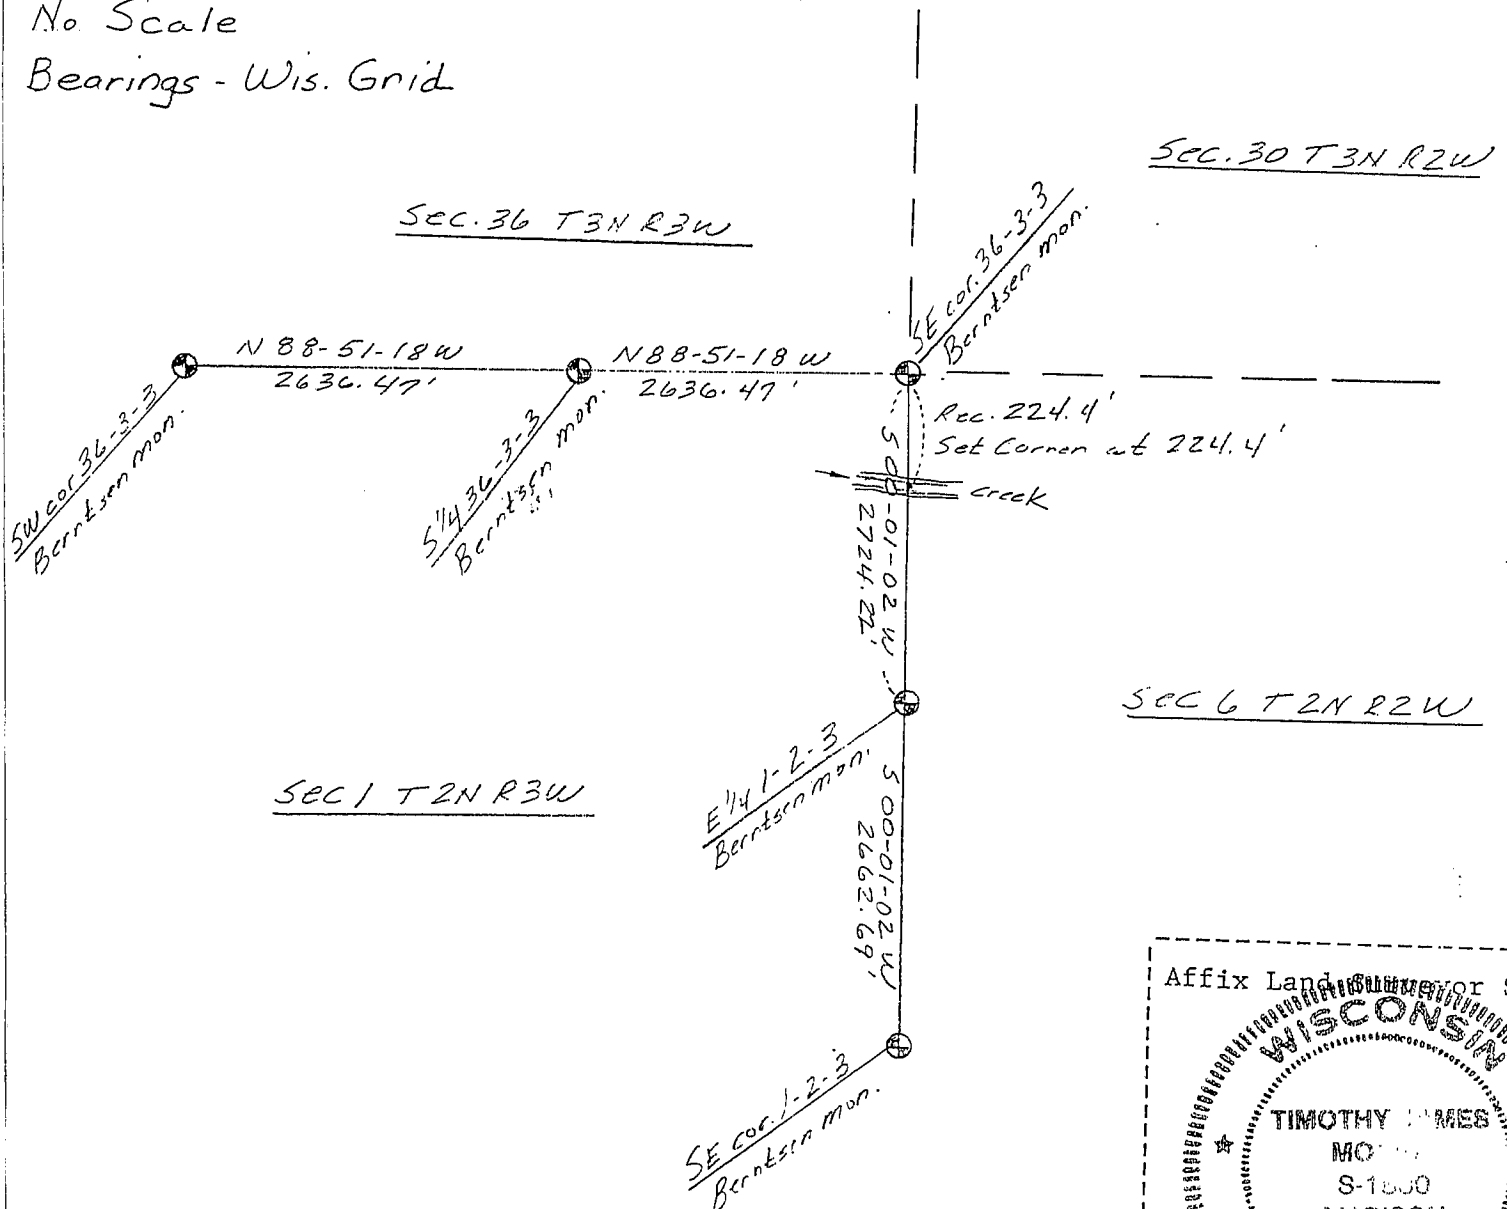 No Scale
Bearings - Wis. Grid
Sec. 30 T3N R2W
Sec. 36 T3N R3W
SE cor. 36-3-3
Berntsen mon.
N 88-51-18 W
2636.47'
N88-51-18 W
2636.47'
SW cor 36-3-3
Berntsen mon.
S 1/4 36-3-3
Berntsen mon.
Rec. 224.4'
Set Corner at 224.4'
creek
S 00-01-02 W
2724.22'
Sec 6 T2N R2W
E 1/4 1-2-3
Berntsen mon.
Sec 1 T2N R3W
S 00-01-02 W
2662.69'
SE cor. 1-2-3
Berntsen mon.
Affix Land Surveyor S
WISCONSIN
TIMOTHY